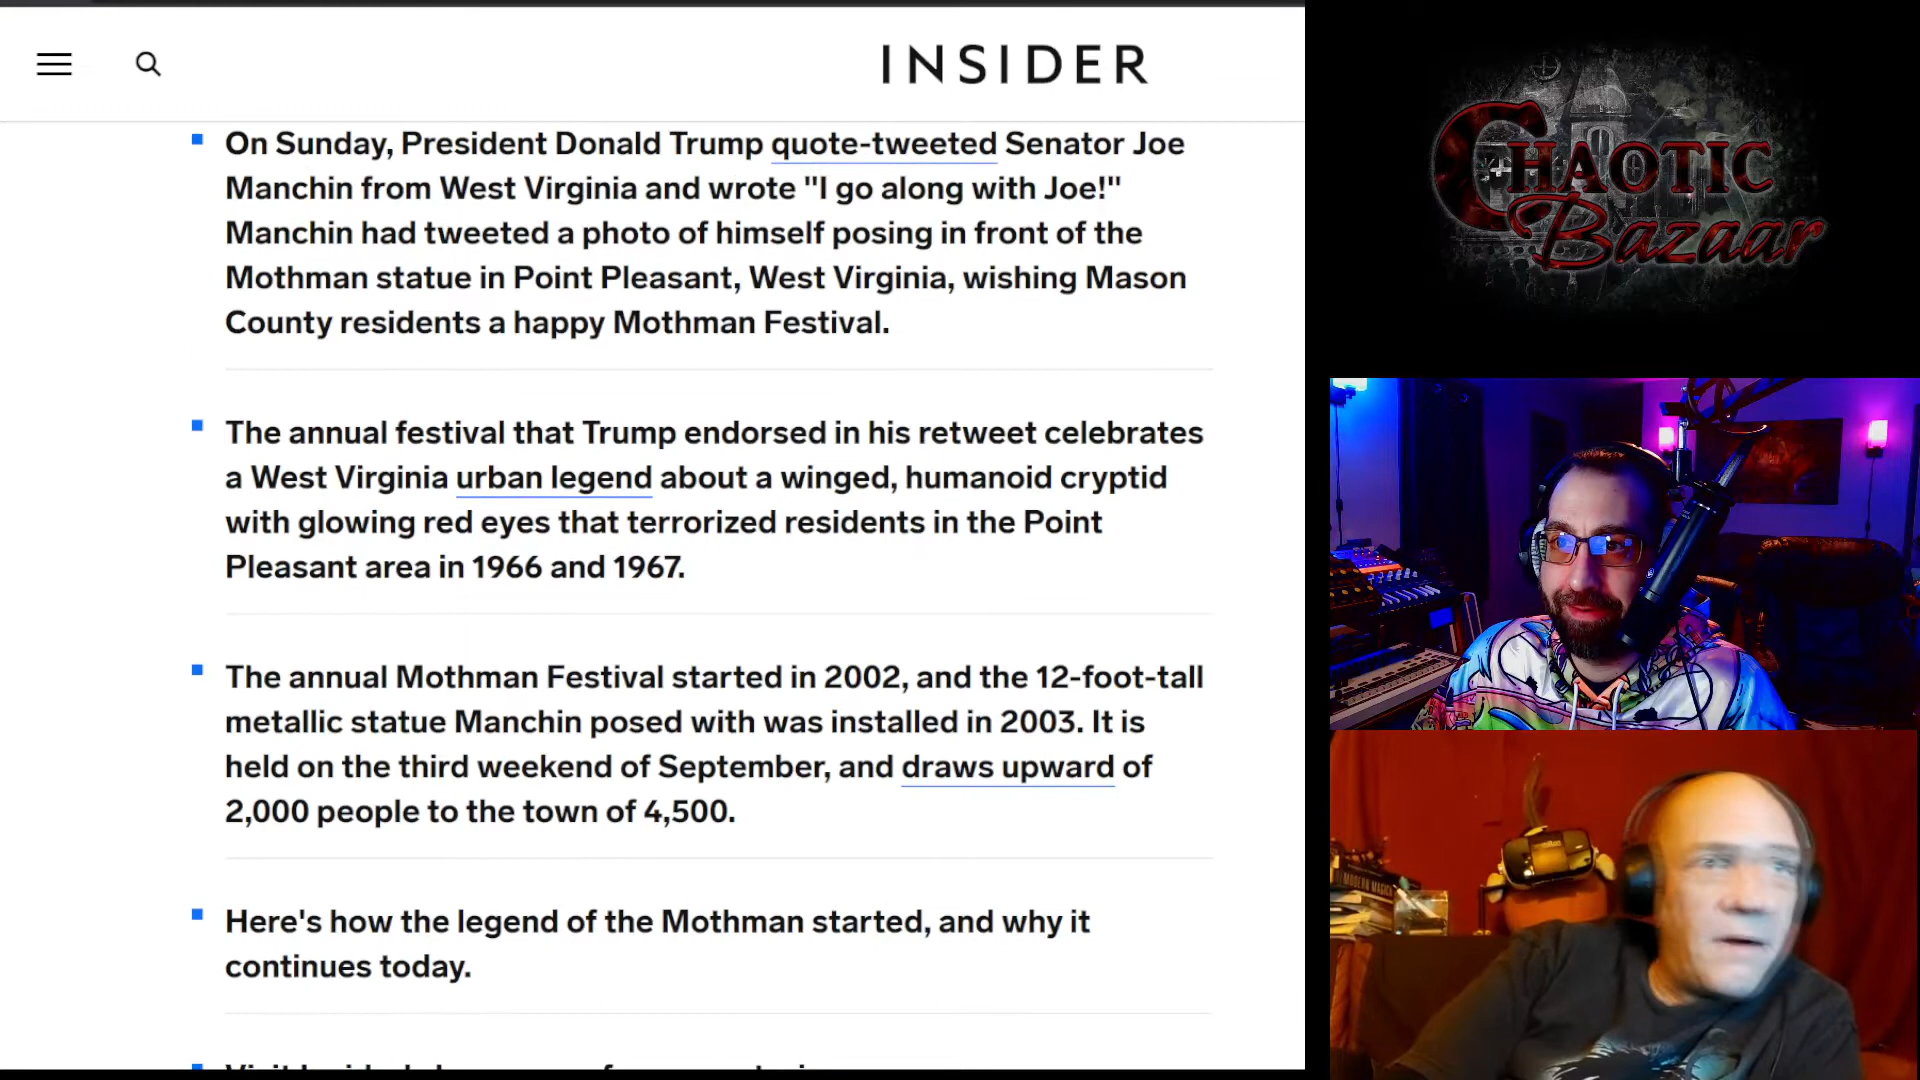 INSIDER
On Sunday, President Donald Trump quote-tweeted Senator Joe
Manchin from West Virginia and wrote "I go along with Joe!"
Manchin had tweeted a photo of himself posing in front of the
Mothman statue in Point Pleasant, West Virginia, wishing Mason
County residents a happy Mothman Festival.
The annual festival that Trump endorsed in his retweet celebrates
a West Virginia urban legend about a winged, humanoid cryptid
with glowing red eyes that terrorized residents in the Point
Pleasant area in 1966 and 1967.
The annual Mothman Festival started in 2002, and the 12-foot-tall
metallic statue Manchin posed with was installed in 2003. It is
held on the third weekend of September, and draws upward of
2,000 people to the town of 4,500.
Here's how the legend of the Mothman started, and why it
continues today.
CHAOTIC
Bazaar
MODERN MAGICK